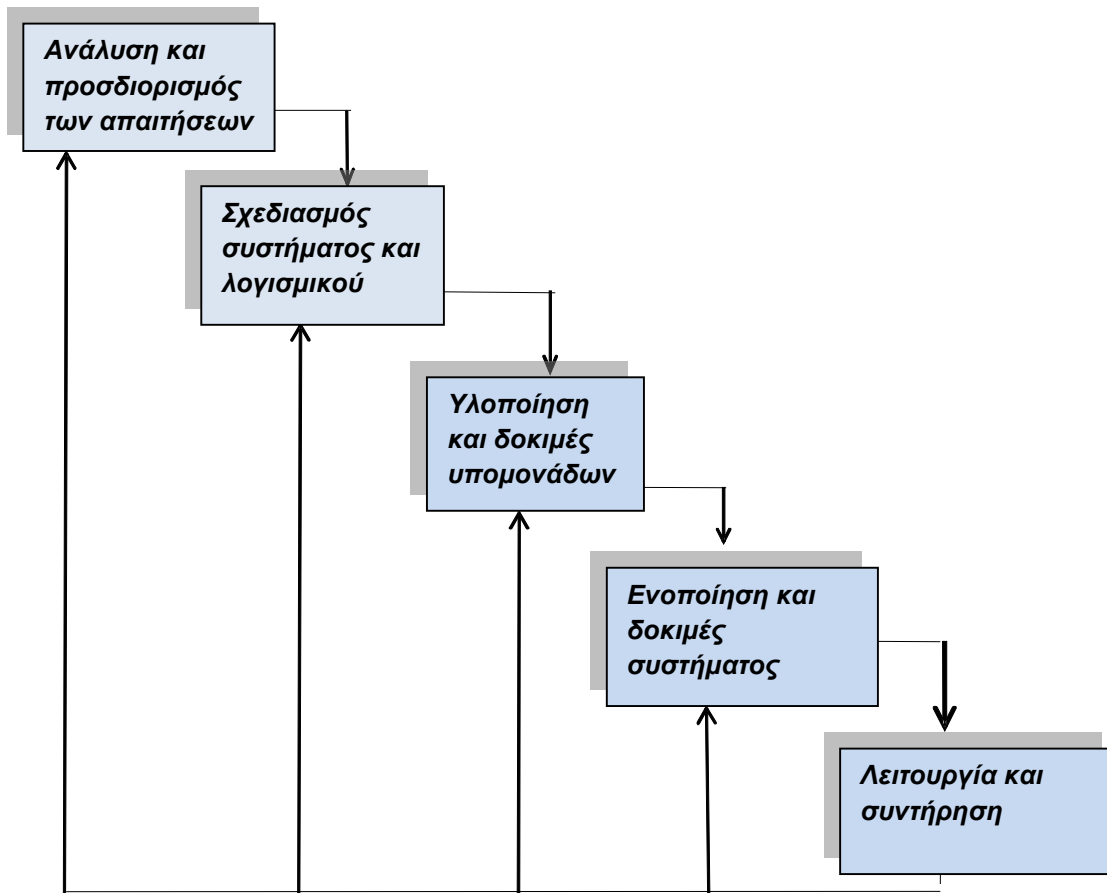 Ανάλυση και
προσδιορισμός
των απαιτήσεων
Σχεδιασμός
συστήματος και
λογισμικού
Υλοποίηση
και δοκιμές
υπομονάδων
Ενοποίηση και
δοκιμές
συστήματος
Λειτουργία και
συντήρηση